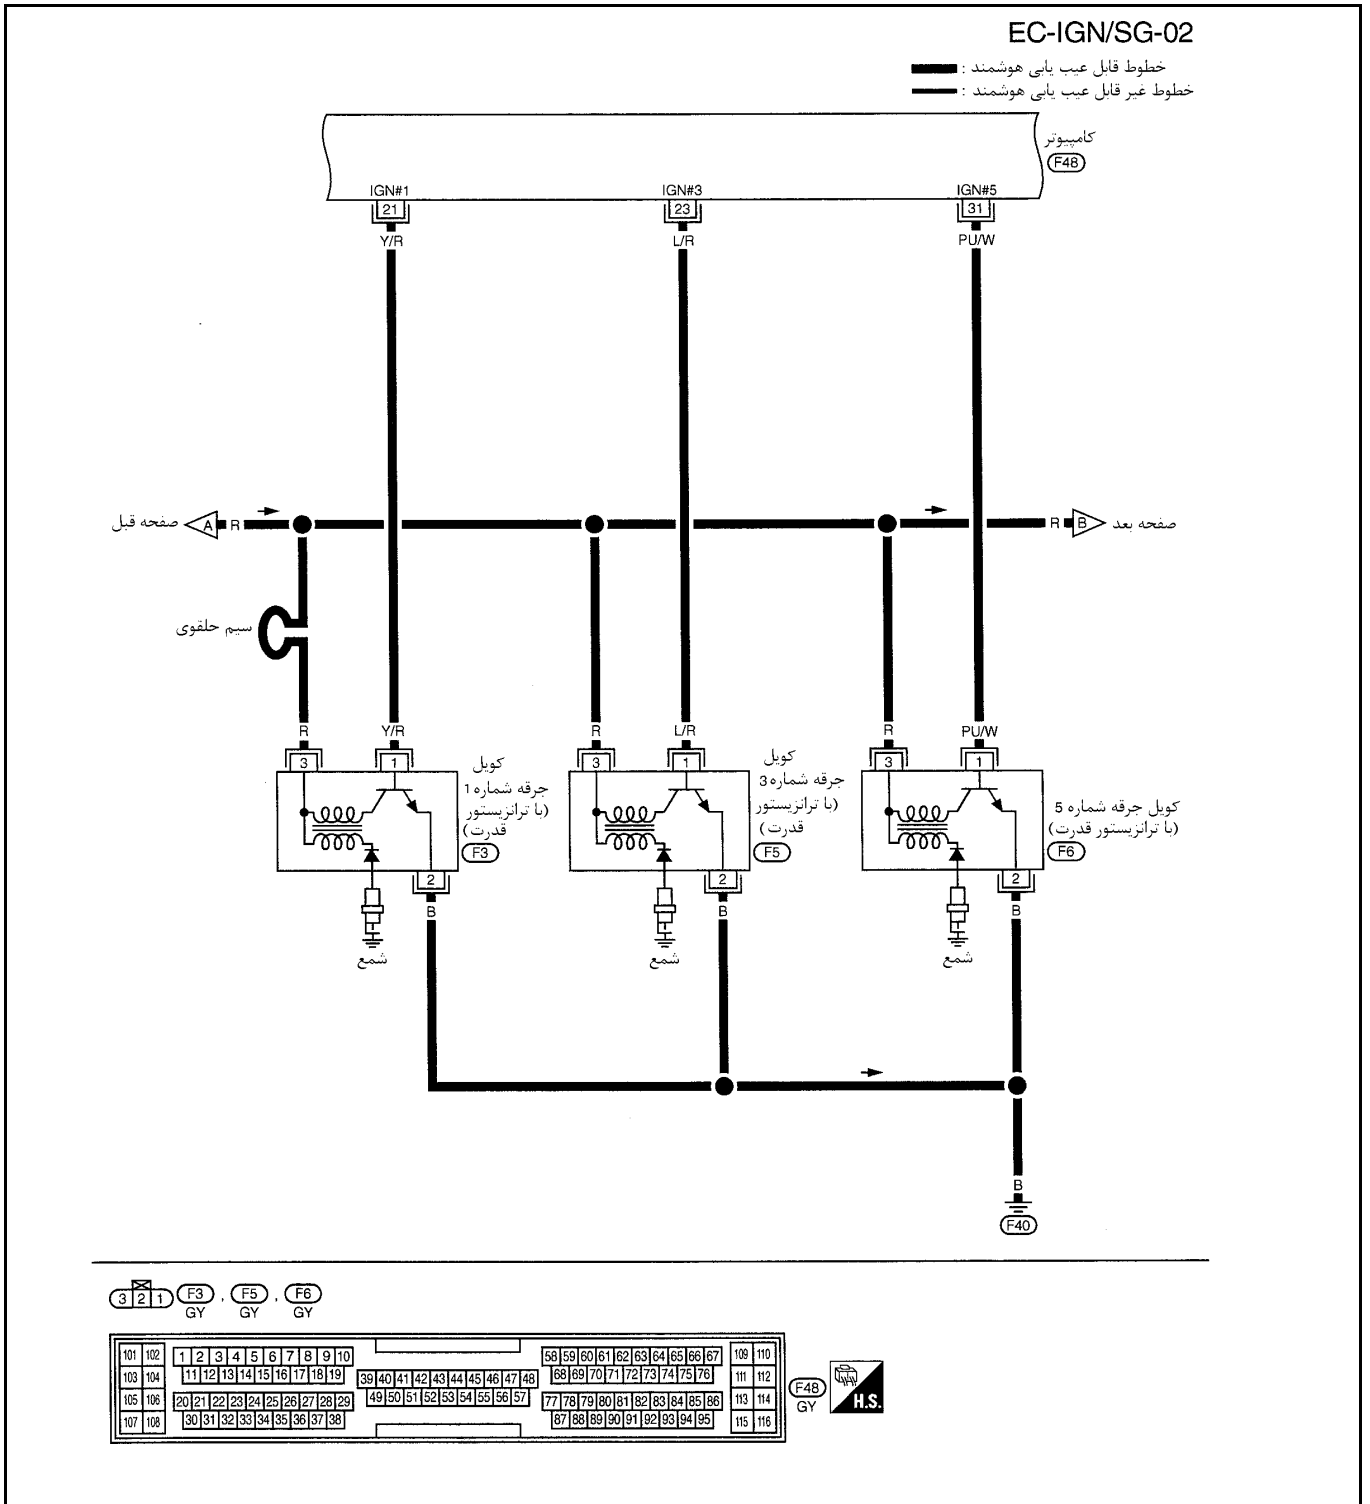 EC-IGN/SG-02
خطوط قابل عیب یابی هوشمند :
خطوط غیر قابل عیب یابی هوشمند :
کامپیوتر
F48
IGN#1 IGN#3 IGN#5
21 23 31
Y/R L/R PU/W
صفحه قبل A R R B صفحه بعد
سیم حلقوی
R Y/R R L/R R PU/W
3 1 3 1 3 1
کویل
جرقه شماره 1
(با ترانزیستور
قدرت)
F3
کویل
جرقه شماره 3
(با ترانزیستور
قدرت)
F5
کویل جرقه شماره 5
(با ترانزیستور قدرت)
F6
2 2 2
B B B
شمع شمع شمع
B
F40
3 2 1 F3 , F5 , F6
GY GY GY
101 102 1 2 3 4 5 6 7 8 9 10 58 59 60 61 62 63 64 65 66 67 109 110
103 104 11 12 13 14 15 16 17 18 19 39 40 41 42 43 44 45 46 47 48 68 69 70 71 72 73 74 75 76 111 112
105 106 20 21 22 23 24 25 26 27 28 29 49 50 51 52 53 54 55 56 57 77 78 79 80 81 82 83 84 85 86 113 114
107 108 30 31 32 33 34 35 36 37 38 87 88 89 90 91 92 93 94 95 115 116
F48
GY
H.S.